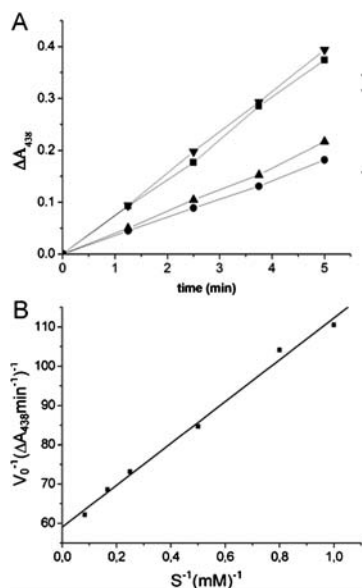 A
0.4
0.3
0.2
0.1
0.0
ΔA438
0 1 2 3 4 5
time (min)
B
110
100
90
80
70
60
V0-1(ΔA438min-1)-1
0,0 0,2 0,4 0,6 0,8 1,0
S-1(mM)-1